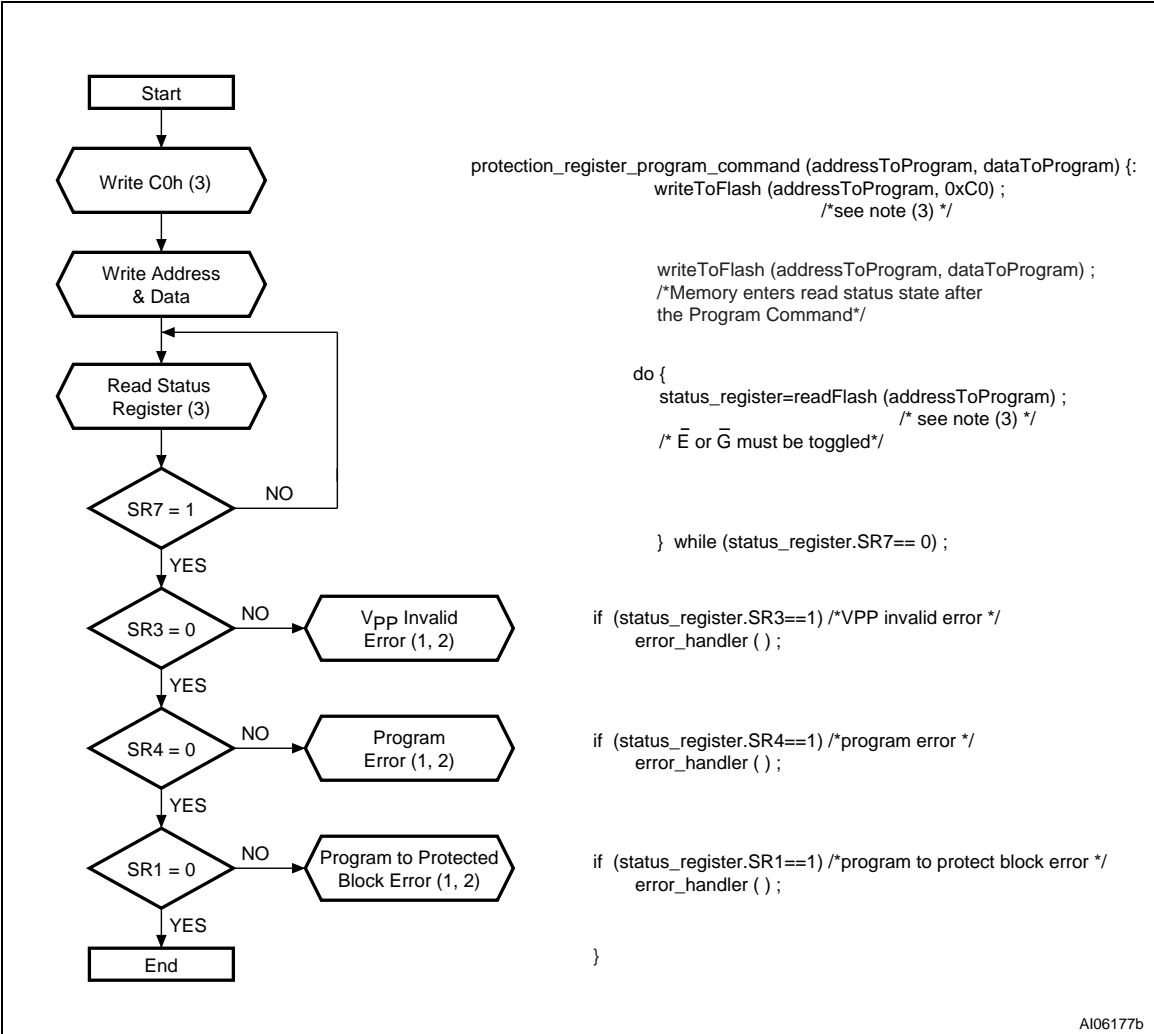 Start
Write C0h (3)
Write Address
& Data
Read Status
Register (3)
SR7 = 1
NO
YES
SR3 = 0
NO
VPP Invalid
Error (1, 2)
YES
SR4 = 0
NO
Program
Error (1, 2)
YES
SR1 = 0
NO
Program to Protected
Block Error (1, 2)
YES
End
protection_register_program_command (addressToProgram, dataToProgram) {:
writeToFlash (addressToProgram, 0xC0) ;
/*see note (3) */
writeToFlash (addressToProgram, dataToProgram) ;
/*Memory enters read status state after
the Program Command*/
do {
status_register=readFlash (addressToProgram) ;
/* see note (3) */
/* E̅ or G̅ must be toggled*/
} while (status_register.SR7== 0) ;
if (status_register.SR3==1) /*VPP invalid error */
error_handler ( ) ;
if (status_register.SR4==1) /*program error */
error_handler ( ) ;
if (status_register.SR1==1) /*program to protect block error */
error_handler ( ) ;
}
AI06177b